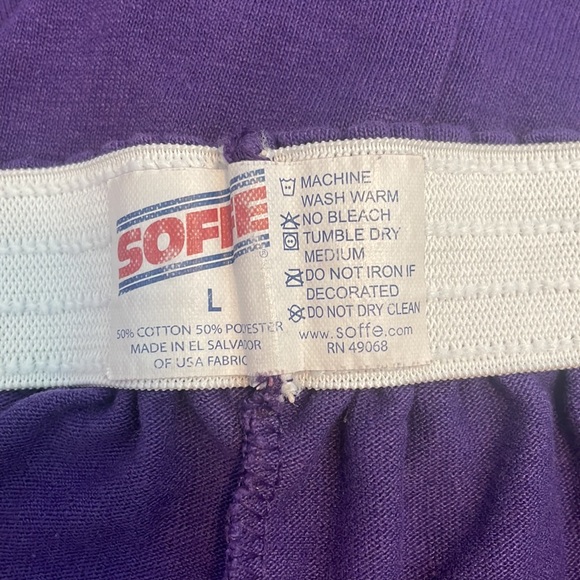 SOFFE
L
50% COTTON 50% POLYESTER
MADE IN EL SALVADOR
OF USA FABRIC
MACHINE
WASH WARM
NO BLEACH
TUMBLE DRY
MEDIUM
DO NOT IRON IF
DECORATED
DO NOT DRY CLEAN
www.soffe.com
RN 49068